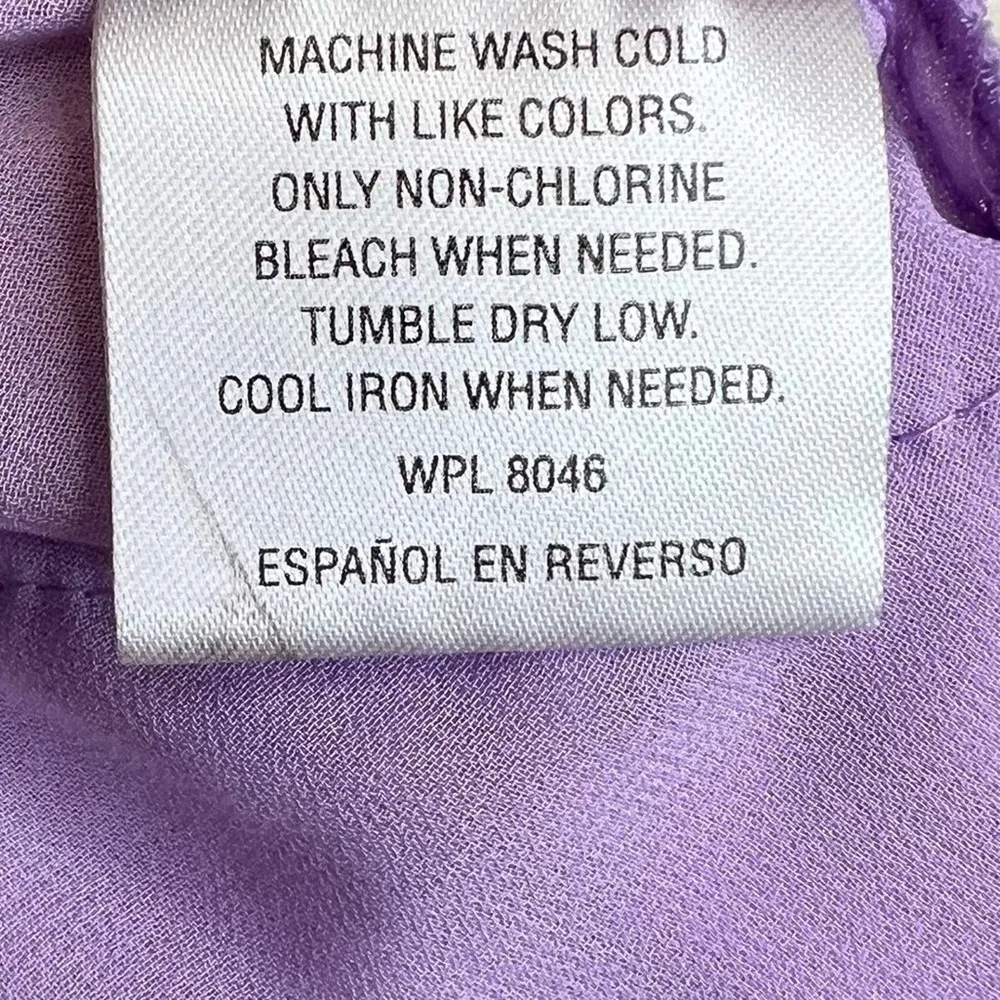 MACHINE WASH COLD
WITH LIKE COLORS.
ONLY NON-CHLORINE
BLEACH WHEN NEEDED.
TUMBLE DRY LOW.
COOL IRON WHEN NEEDED.
WPL 8046
ESPAÑOL EN REVERSO